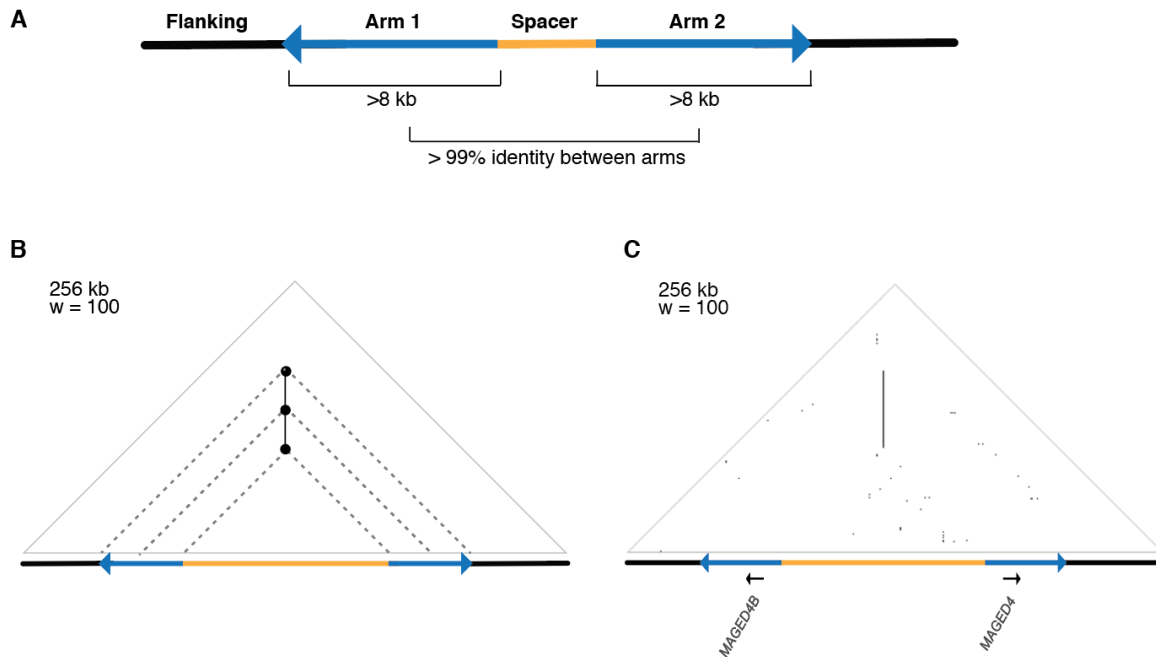 A
Flanking Arm 1 Spacer Arm 2
>8 kb >8 kb
> 99% identity between arms
B
256 kb
w = 100
C
256 kb
w = 100
MAGED4B
MAGED4